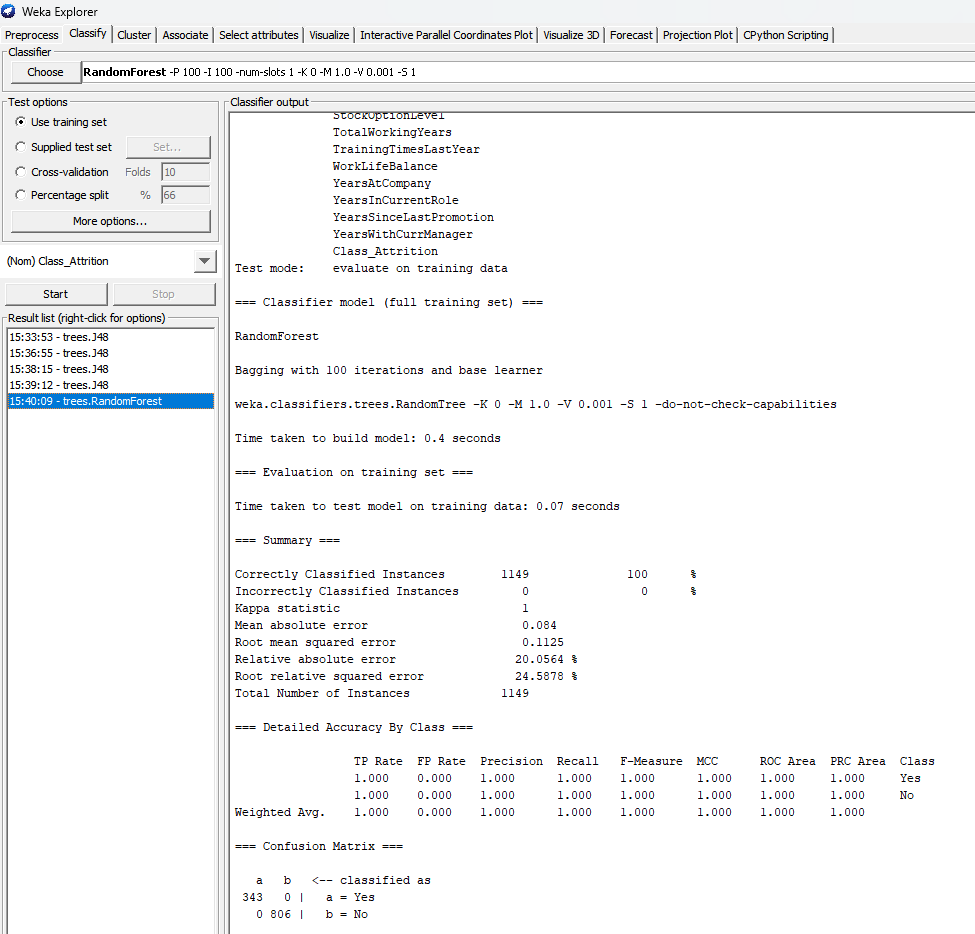 Weka Explorer
Preprocess Classify Cluster Associate Select attributes Visualize Interactive Parallel Coordinates Plot Visualize 3D Forecast Projection Plot CPython Scripting
Classifier
Choose RandomForest -P 100 -I 100 -num-slots 1 -K 0 -M 1.0 -V 0.001 -S 1
Test options
Use training set
Supplied test set Set...
Cross-validation Folds 10
Percentage split % 66
More options...
(Nom) Class_Attrition
Start Stop
Result list (right-click for options)
15:33:53 - trees.J48
15:36:55 - trees.J48
15:38:15 - trees.J48
15:39:12 - trees.J48
15:40:09 - trees.RandomForest
Classifier output
StockOptionLevel
TotalWorkingYears
TrainingTimesLastYear
WorkLifeBalance
YearsAtCompany
YearsInCurrentRole
YearsSinceLastPromotion
YearsWithCurrManager
Class_Attrition
Test mode: evaluate on training data
=== Classifier model (full training set) ===
RandomForest
Bagging with 100 iterations and base learner
weka.classifiers.trees.RandomTree -K 0 -M 1.0 -V 0.001 -S 1 -do-not-check-capabilities
Time taken to build model: 0.4 seconds
=== Evaluation on training set ===
Time taken to test model on training data: 0.07 seconds
=== Summary ===
Correctly Classified Instances 1149 100 %
Incorrectly Classified Instances 0 0 %
Kappa statistic 1
Mean absolute error 0.084
Root mean squared error 0.1125
Relative absolute error 20.0564 %
Root relative squared error 24.5878 %
Total Number of Instances 1149
=== Detailed Accuracy By Class ===
TP Rate FP Rate Precision Recall F-Measure MCC ROC Area PRC Area Class
1.000 0.000 1.000 1.000 1.000 1.000 1.000 1.000 Yes
1.000 0.000 1.000 1.000 1.000 1.000 1.000 1.000 No
Weighted Avg. 1.000 0.000 1.000 1.000 1.000 1.000 1.000 1.000
=== Confusion Matrix ===
a b <-- classified as
343 0 | a = Yes
0 806 | b = No